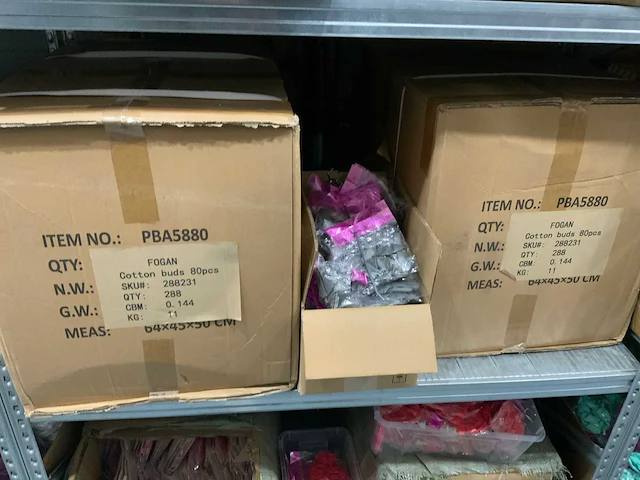 ITEM NO.: PBA5880
QTY:
N.W.:
G.W.:
MEAS: 64×45×50 CM
FOGAN
Cotton buds 80pcs
SKU#: 288231
QTY: 288
CBM: 0.144
KG: 11
ITEM NO.: PBA5880
QTY:
N.W.:
G.W.:
MEAS: 64×45×50 CM
FOGAN
Cotton buds 80pcs
SKU#: 288231
QTY: 288
CBM: 0.144
KG: 11